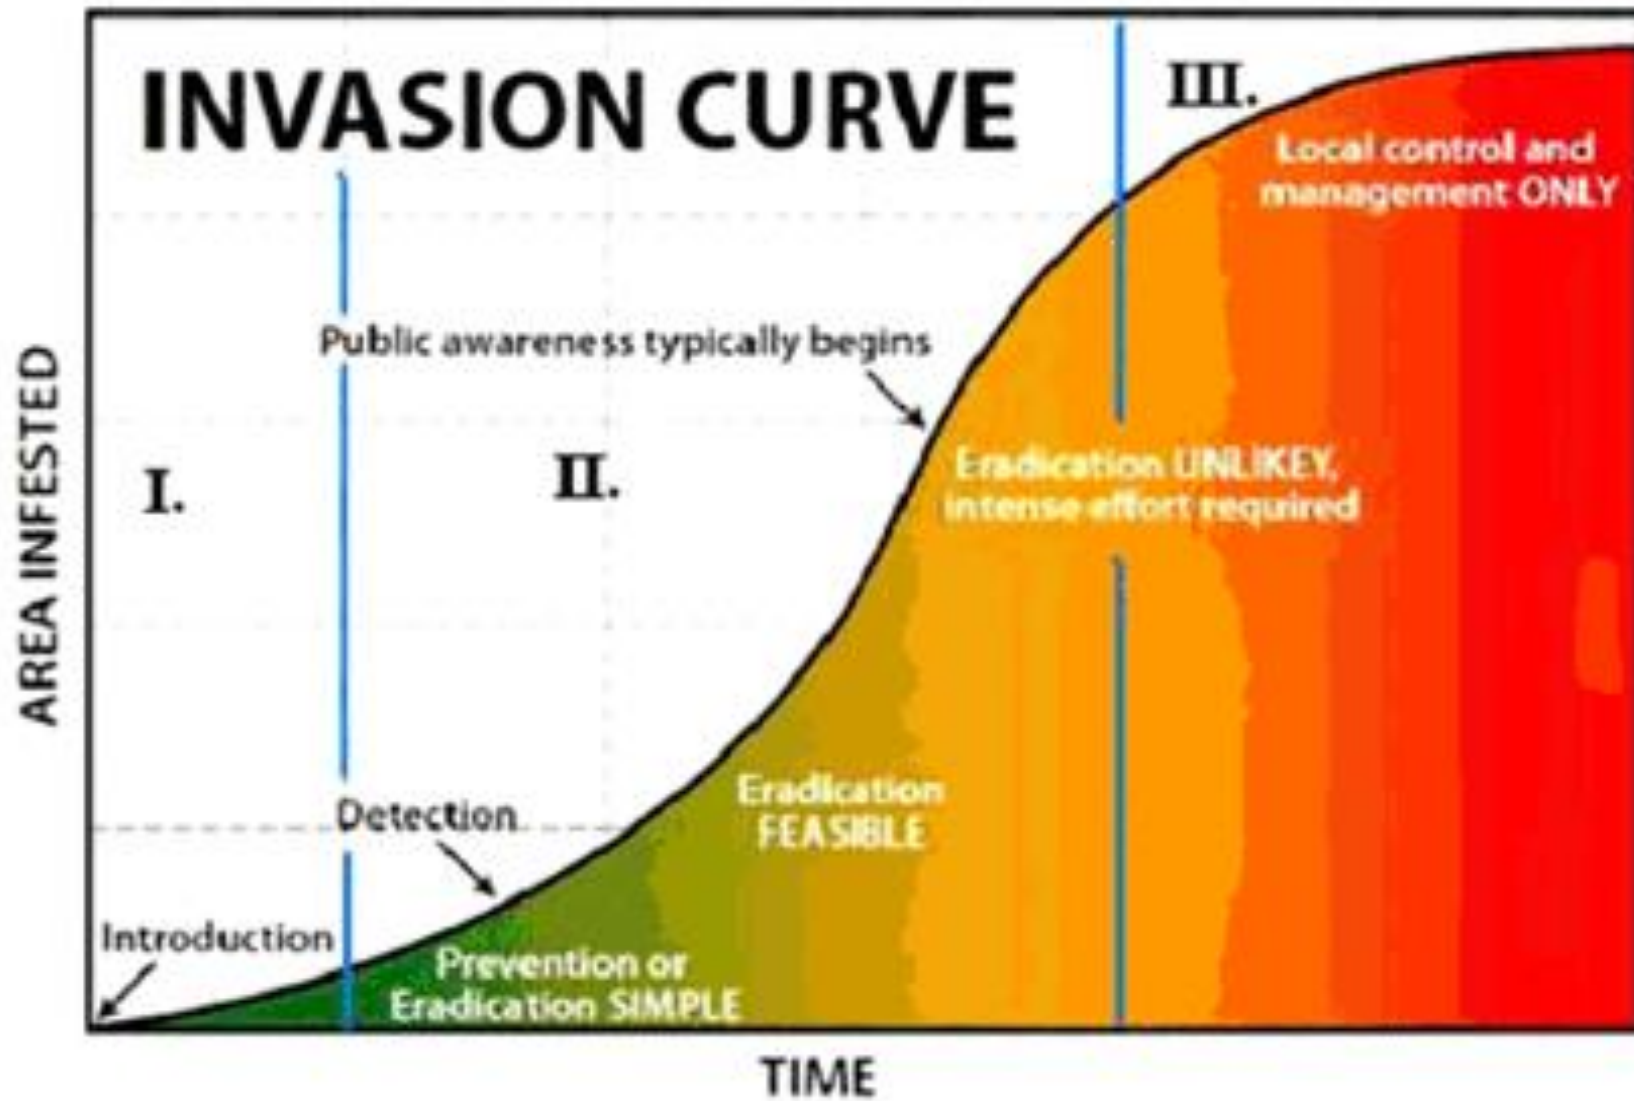 INVASION CURVE
III.
Local control and
management ONLY
Public awareness typically begins
I.
II.
Eradication UNLIKEY,
intense effort required
Detection
Eradication
FEASIBLE
Introduction
Prevention or
Eradication SIMPLE
AREA INFESTED
TIME